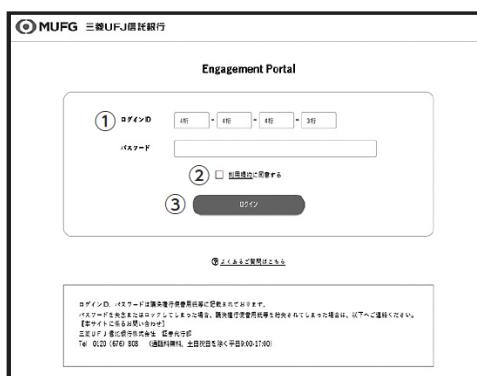 MUFG 三菱UFJ信託銀行
Engagement Portal
① ログインID 4桁 - 4桁 - 4桁 - 3桁
パスワード
② 利用規約に同意する
③ ログイン
? よくあるご質問はこちら
ログインID、パスワードは議決権行使書用紙等に記載されております。
パスワードを失念またはロックしてしまった場合、議決権行使書用紙等を紛失されてしまった場合は、以下へご連絡ください。
【本サイトに係るお問い合わせ】
三菱UFJ信託銀行株式会社 証券代行部
Tel 0120 (676) 808 (通話料無料、土日祝日を除く平日9:00-17:00)